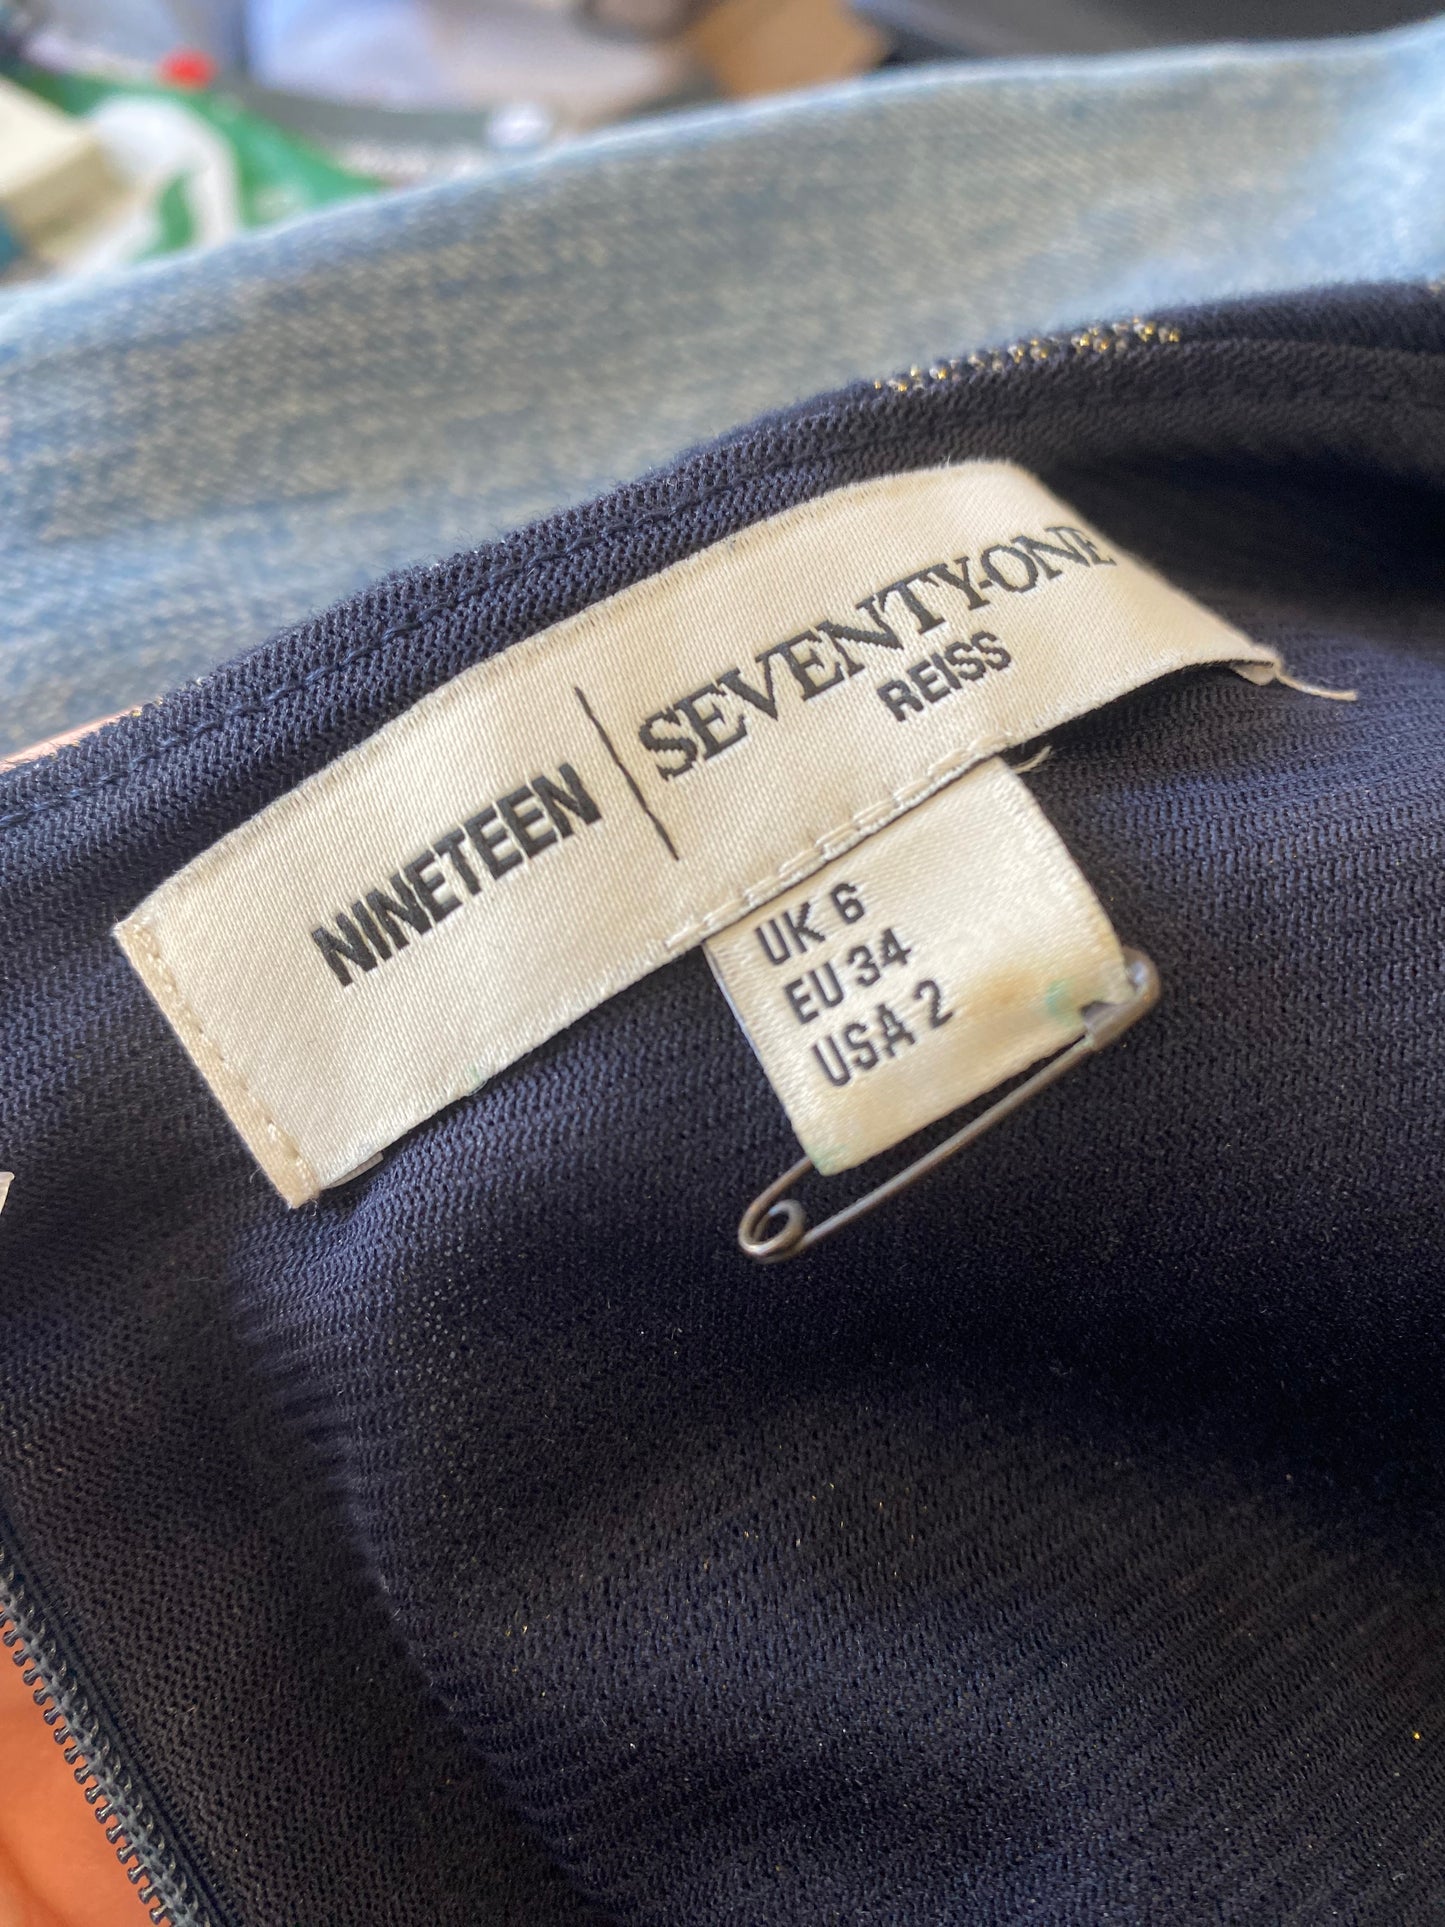 NINETEEN | SEVENTY-ONE
REISS
UK 6
EU 34
USA 2